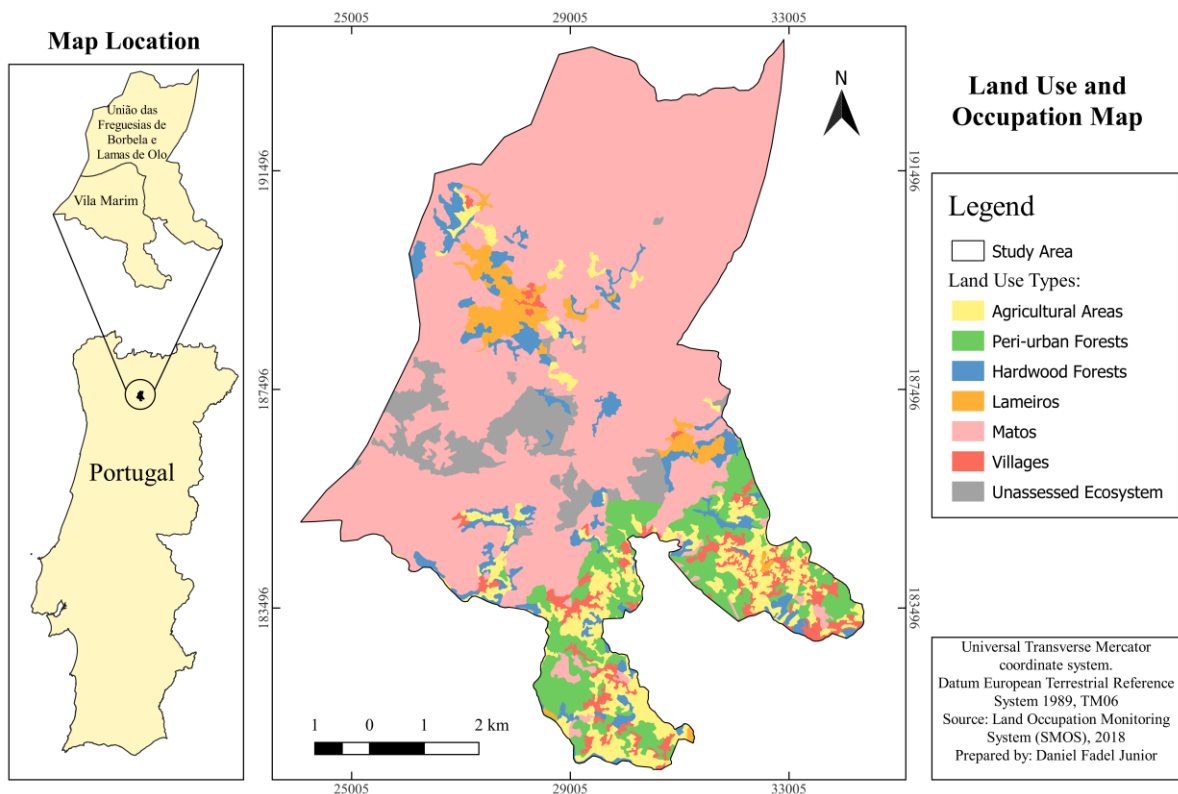 Map Location
União das
Freguesias de
Borbela e
Lamas de Olo
Vila Marim
Portugal
25005
29005
33005
191496
187496
183496
N
191496
187496
183496
1 0 1 2 km
25005
29005
33005
Land Use and
Occupation Map
Legend
Study Area
Land Use Types:
Agricultural Areas
Peri-urban Forests
Hardwood Forests
Lameiros
Matos
Villages
Unassessed Ecosystem
Universal Transverse Mercator
coordinate system.
Datum European Terrestrial Reference
System 1989, TM06
Source: Land Occupation Monitoring
System (SMOS), 2018
Prepared by: Daniel Fadel Junior